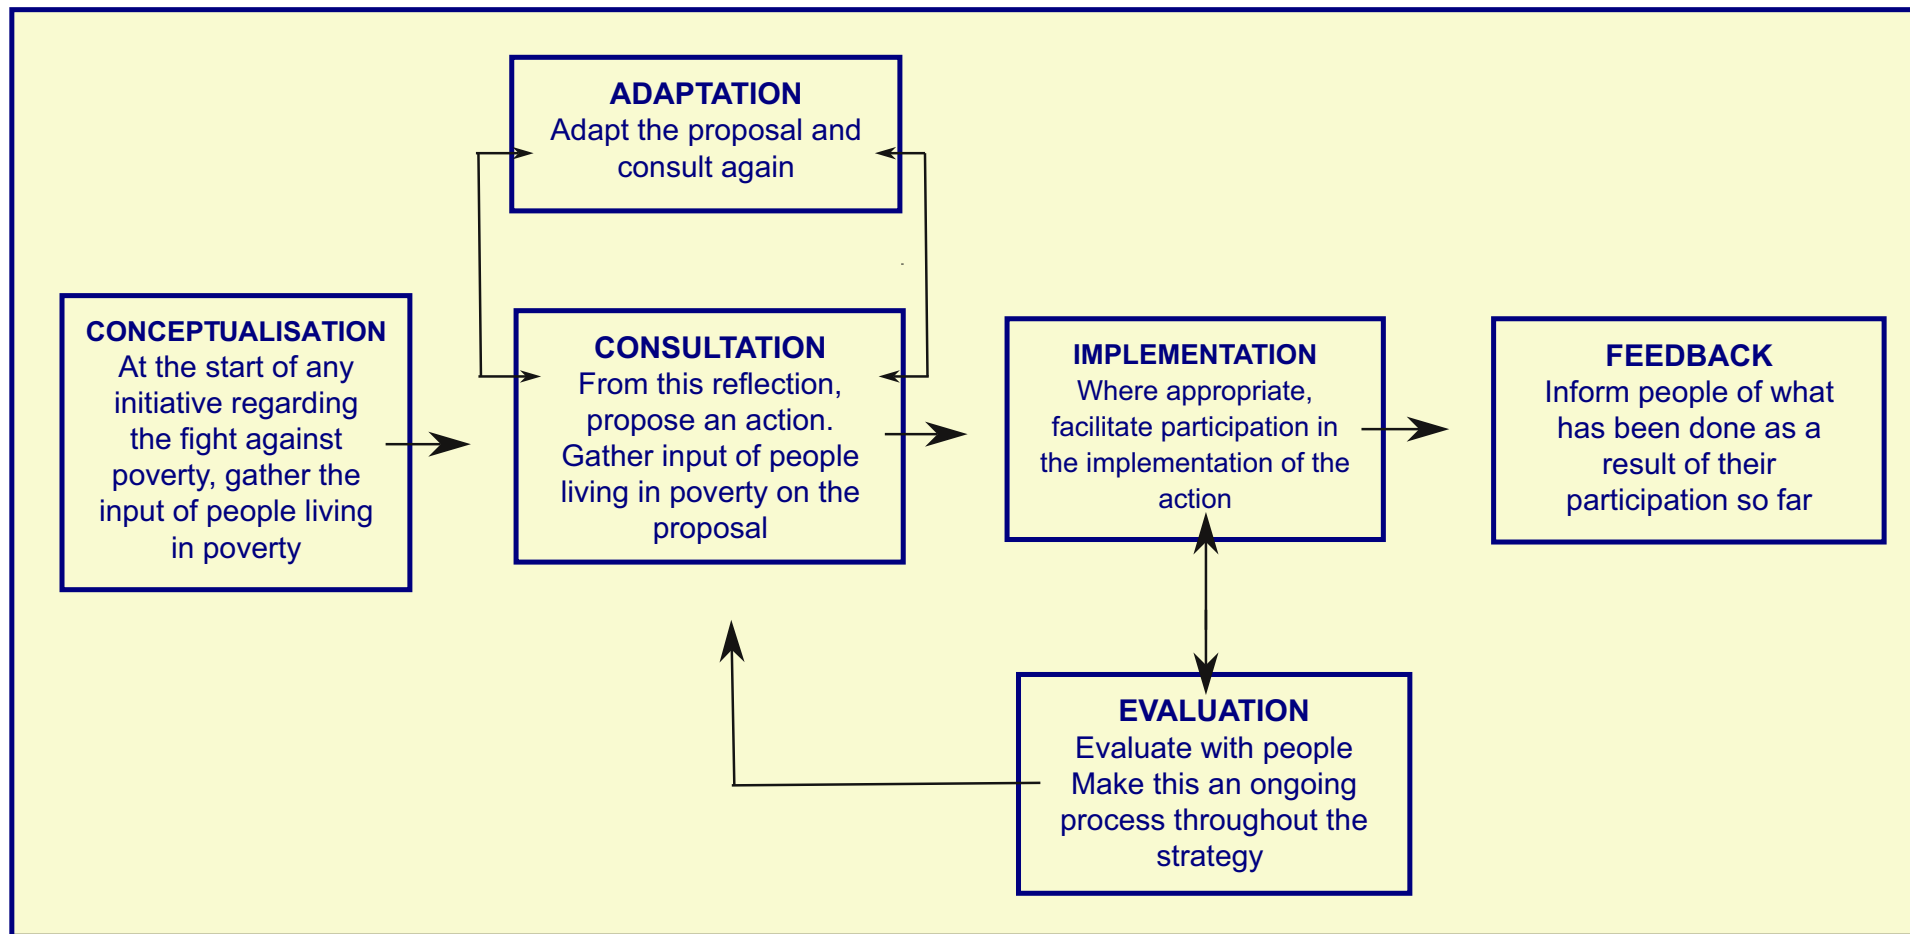 ADAPTATION
Adapt the proposal and
consult again
CONCEPTUALISATION
At the start of any
initiative regarding
the fight against
poverty, gather the
input of people living
in poverty
CONSULTATION
From this reflection,
propose an action.
Gather input of people
living in poverty on the
proposal
IMPLEMENTATION
Where appropriate,
facilitate participation in
the implementation of the
action
FEEDBACK
Inform people of what
has been done as a
result of their
participation so far
EVALUATION
Evaluate with people
Make this an ongoing
process throughout the
strategy